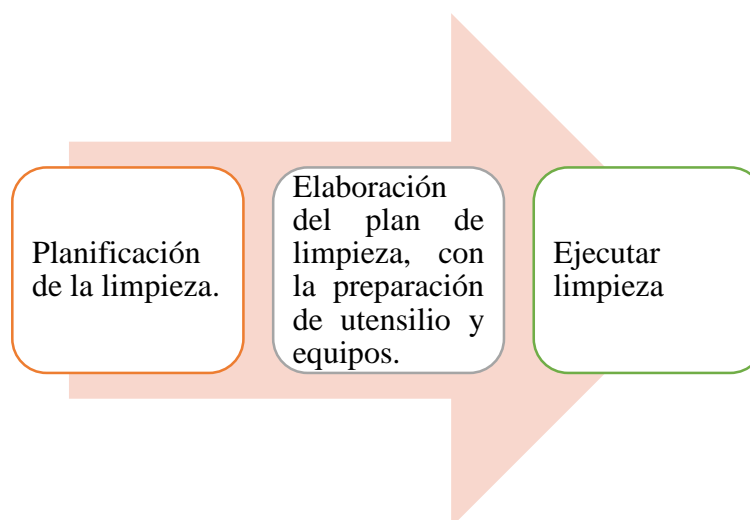 Planificación
de la limpieza.
Elaboración
del plan de
limpieza, con
la preparación
de utensilio y
equipos.
Ejecutar
limpieza